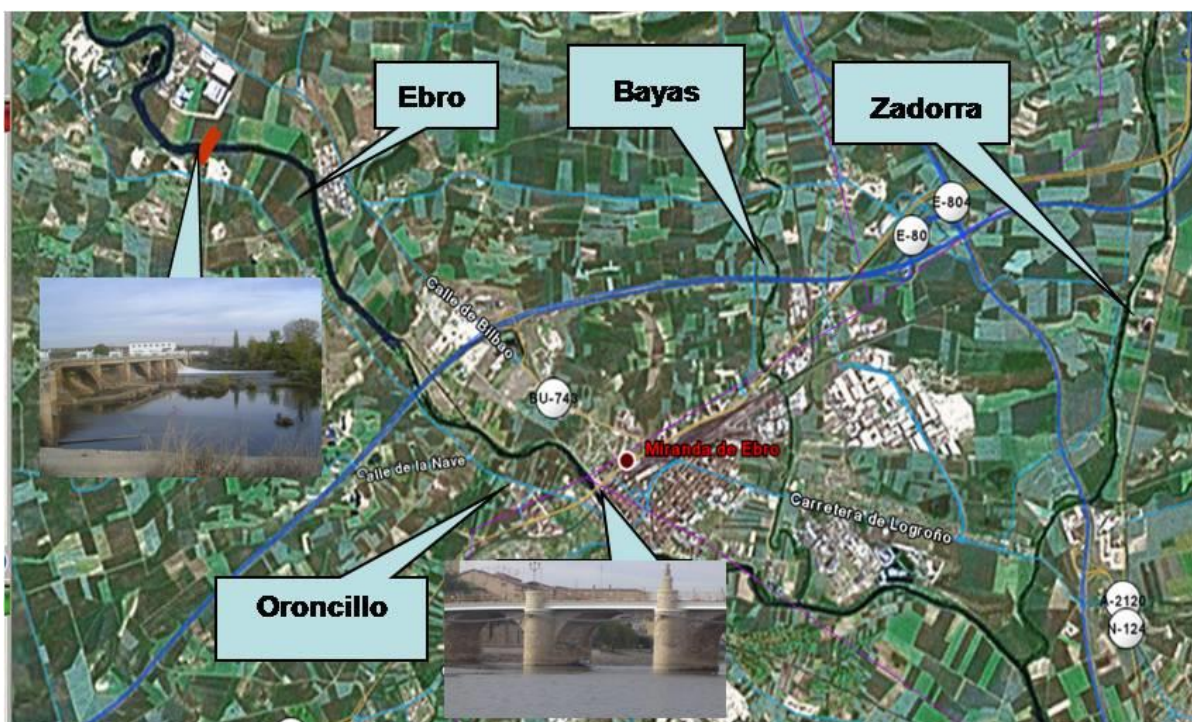 Ebro
Bayas
Zadorra
E-804
E-80
Calle de Bilbao
BU-743
Miranda de Ebro
Calle de la Nave
Carretera de Logroño
Oroncillo
A-2120
N-124